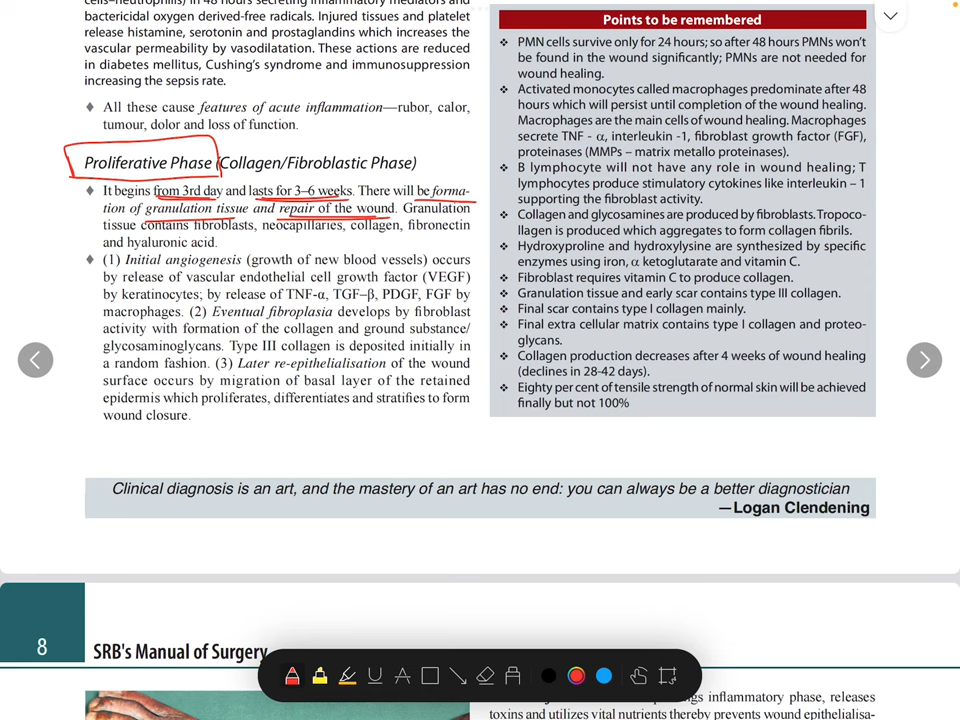 cells–neutrophils) in 48 hours secreting inflammatory mediators and
bactericidal oxygen derived-free radicals. Injured tissues and platelet
release histamine, serotonin and prostaglandins which increases the
vascular permeability by vasodilatation. These actions are reduced
in diabetes mellitus, Cushing's syndrome and immunosuppression
increasing the sepsis rate.
♦ All these cause features of acute inflammation—rubor, calor,
tumour, dolor and loss of function.
Proliferative Phase (Collagen/Fibroblastic Phase)
♦ It begins from 3rd day and lasts for 3–6 weeks. There will be forma-
tion of granulation tissue and repair of the wound. Granulation
tissue contains fibroblasts, neocapillaries, collagen, fibronectin
and hyaluronic acid.
♦ (1) Initial angiogenesis (growth of new blood vessels) occurs
by release of vascular endothelial cell growth factor (VEGF)
by keratinocytes; by release of TNF-α, TGF–β, PDGF, FGF by
macrophages. (2) Eventual fibroplasia develops by fibroblast
activity with formation of the collagen and ground substance/
glycosaminoglycans. Type III collagen is deposited initially in
a random fashion. (3) Later re-epithelialisation of the wound
surface occurs by migration of basal layer of the retained
epidermis which proliferates, differentiates and stratifies to form
wound closure.
Points to be remembered
❖ PMN cells survive only for 24 hours; so after 48 hours PMNs won't
be found in the wound significantly; PMNs are not needed for
wound healing.
❖ Activated monocytes called macrophages predominate after 48
hours which will persist until completion of the wound healing.
Macrophages are the main cells of wound healing. Macrophages
secrete TNF - α, interleukin -1, fibroblast growth factor (FGF),
proteinases (MMPs – matrix metallo proteinases).
❖ B lymphocyte will not have any role in wound healing; T
lymphocytes produce stimulatory cytokines like interleukin – 1
supporting the fibroblast activity.
❖ Collagen and glycosamines are produced by fibroblasts. Tropoco-
llagen is produced which aggregates to form collagen fibrils.
❖ Hydroxyproline and hydroxylysine are synthesized by specific
enzymes using iron, α ketoglutarate and vitamin C.
❖ Fibroblast requires vitamin C to produce collagen.
❖ Granulation tissue and early scar contains type III collagen.
❖ Final scar contains type I collagen mainly.
❖ Final extra cellular matrix contains type I collagen and proteo-
glycans.
❖ Collagen production decreases after 4 weeks of wound healing
(declines in 28-42 days).
❖ Eighty per cent of tensile strength of normal skin will be achieved
finally but not 100%
Clinical diagnosis is an art, and the mastery of an art has no end: you can always be a better diagnostician
—Logan Clendening
8
SRB's Manual of Surgery
inflammatory phase, releases
toxins and utilizes vital nutrients thereby prevents wound epithelialisa-